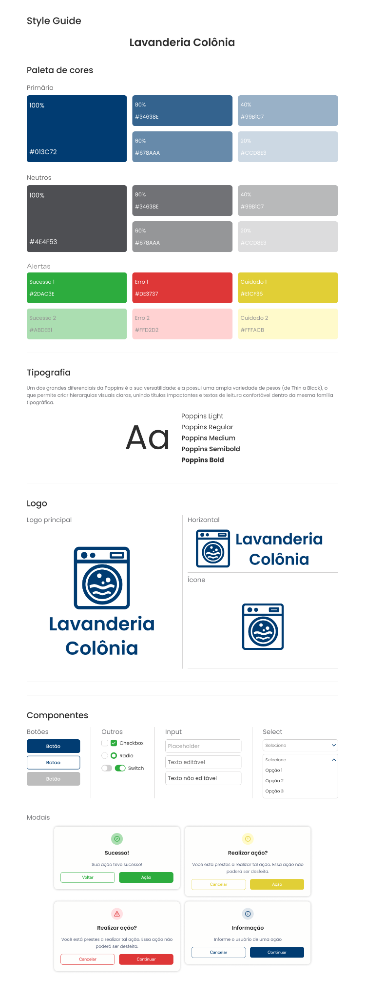 Style Guide
Lavanderia Colônia
Paleta de cores
Primária
100%
#013C72
80%
#34638E
40%
#99B1C7
60%
#678AAA
20%
#CCD8E3
Neutros
100%
#4E4F53
80%
#34638E
40%
#99B1C7
60%
#678AAA
20%
#CCD8E3
Alertas
Sucesso 1
#2DAC3E
Erro 1
#DE3737
Cuidado 1
#E1CF36
Sucesso 2
#ABDEB1
Erro 2
#FFD2D2
Cuidado 2
#FFFACB
Tipografia
Um dos grandes diferenciais da Poppins é a sua versatilidade: ela possui uma ampla variedade de pesos (de Thin a Black), o
que permite criar hierarquias visuais claras, unindo títulos impactantes e textos de leitura confortável dentro da mesma família
tipográfica.
Aa
Poppins Light
Poppins Regular
Poppins Medium
Poppins Semibold
Poppins Bold
Logo
Logo principal
Lavanderia
Colônia
Horizontal
Lavanderia
Colônia
Ícone
Componentes
Botões
Botão
Botão
Botão
Outros
Checkbox
Radio
Switch
Input
Placeholder
Texto editável
Texto não editável
Select
Selecione
Selecione
Opção 1
Opção 2
Opção 3
Modais
Sucesso!
Sua ação teve sucesso!
Voltar
Ação
Realizar ação?
Você está prestes a realizar tal ação. Essa ação não
poderá ser desfeita.
Cancelar
Ação
Realizar ação?
Você está prestes a realizar tal ação. Essa ação não
poderá ser desfeita.
Cancelar
Continuar
Informação
Informe o usuário de uma ação
Cancelar
Continuar